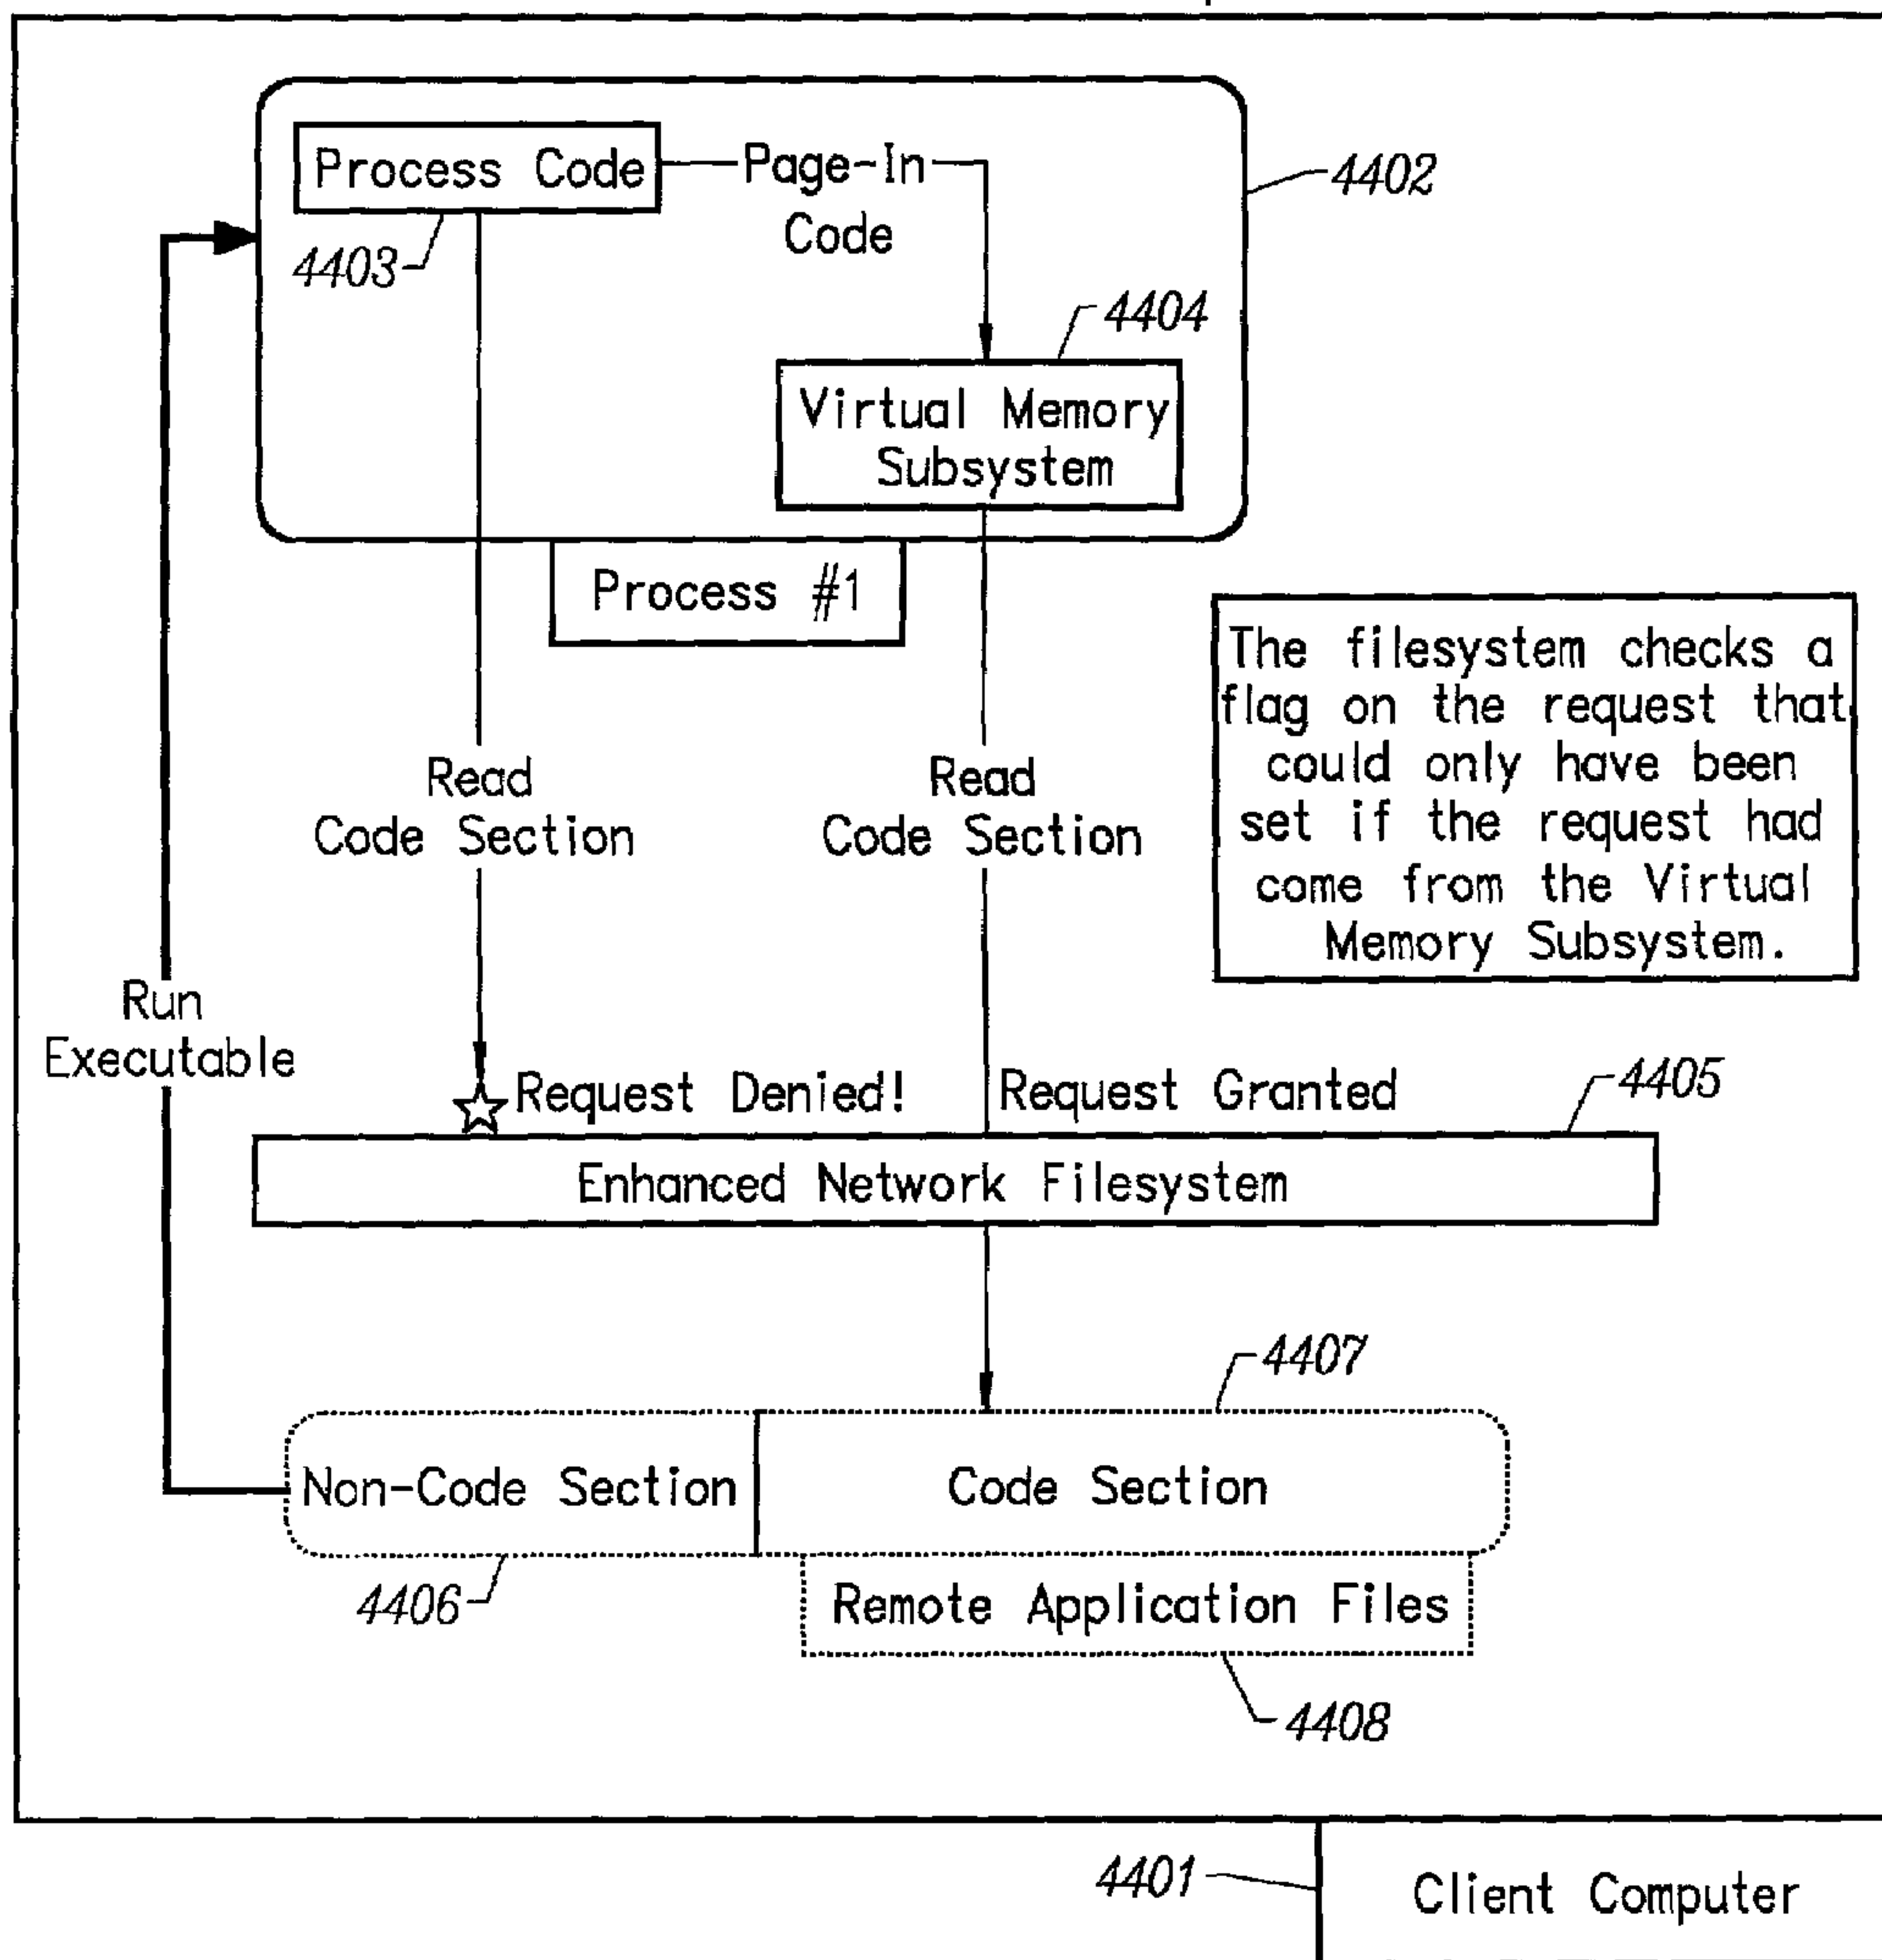 Process Code
Page-In
Code
4402
4403
4404
Virtual Memory
Subsystem
Process #1
The filesystem checks a
flag on the request that
could only have been
set if the request had
come from the Virtual
Memory Subsystem.
Read
Code Section
Read
Code Section
Run
Executable
Request Denied!
Request Granted
4405
Enhanced Network Filesystem
4407
Non-Code Section
Code Section
4406
Remote Application Files
4408
4401
Client Computer